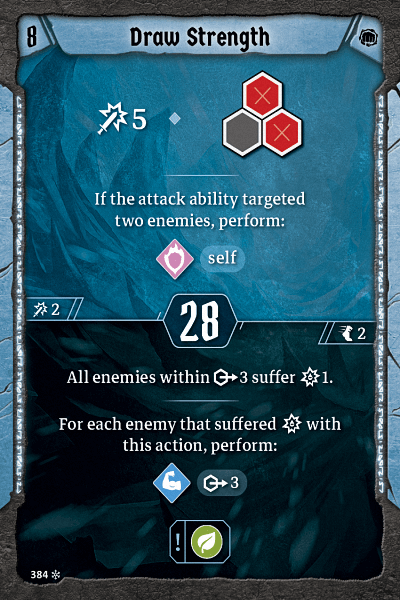 8
Draw Strength
5
If the attack ability targeted
two enemies, perform:
self
2
28
2
All enemies within 3 suffer 1.
For each enemy that suffered with
this action, perform:
3
!
384